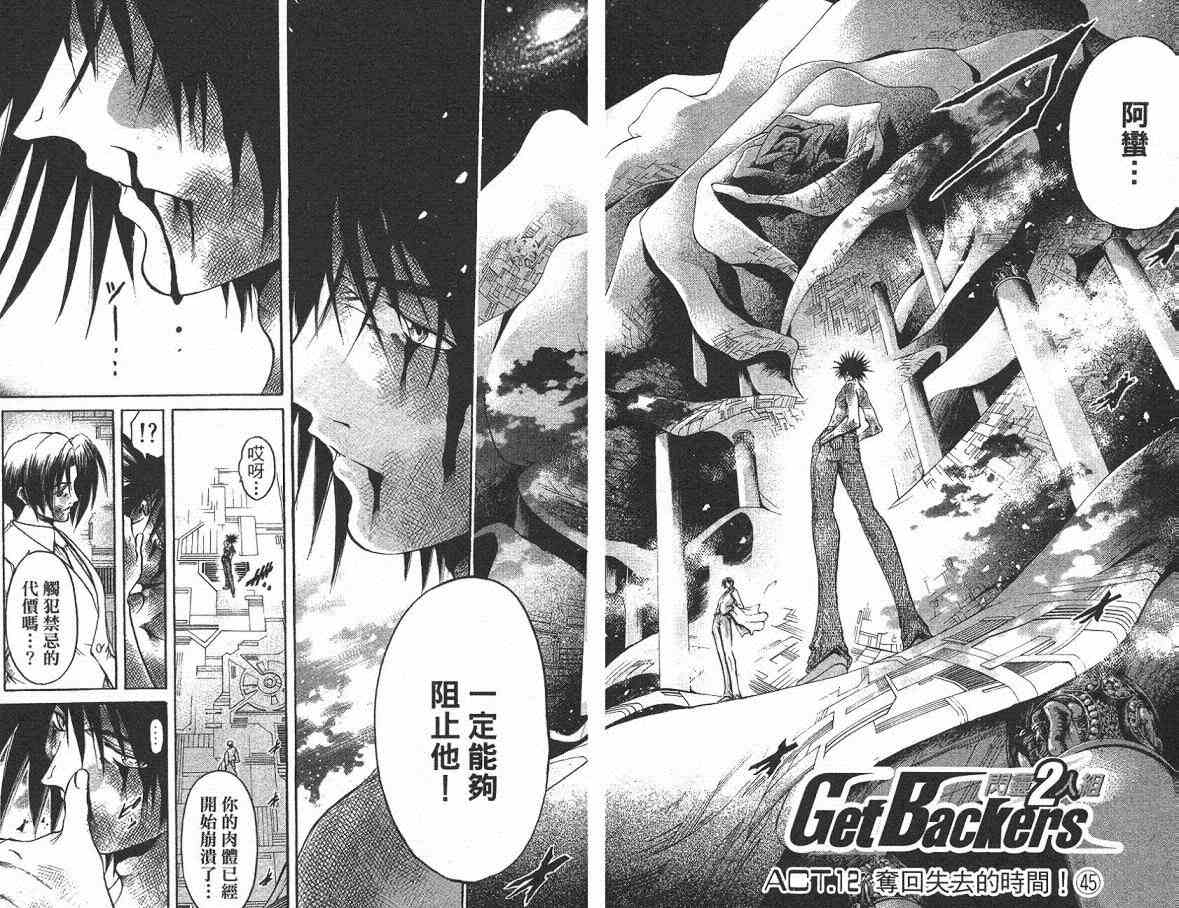 阿蠻…
GetBackers
閃靈2人組
ACT.12 奪回失去的時間！㊺
一定能夠
阻止他！
哎呀…
你的肉體已經
開始崩潰了…
!?
觸犯禁忌的
代價嗎…？
…